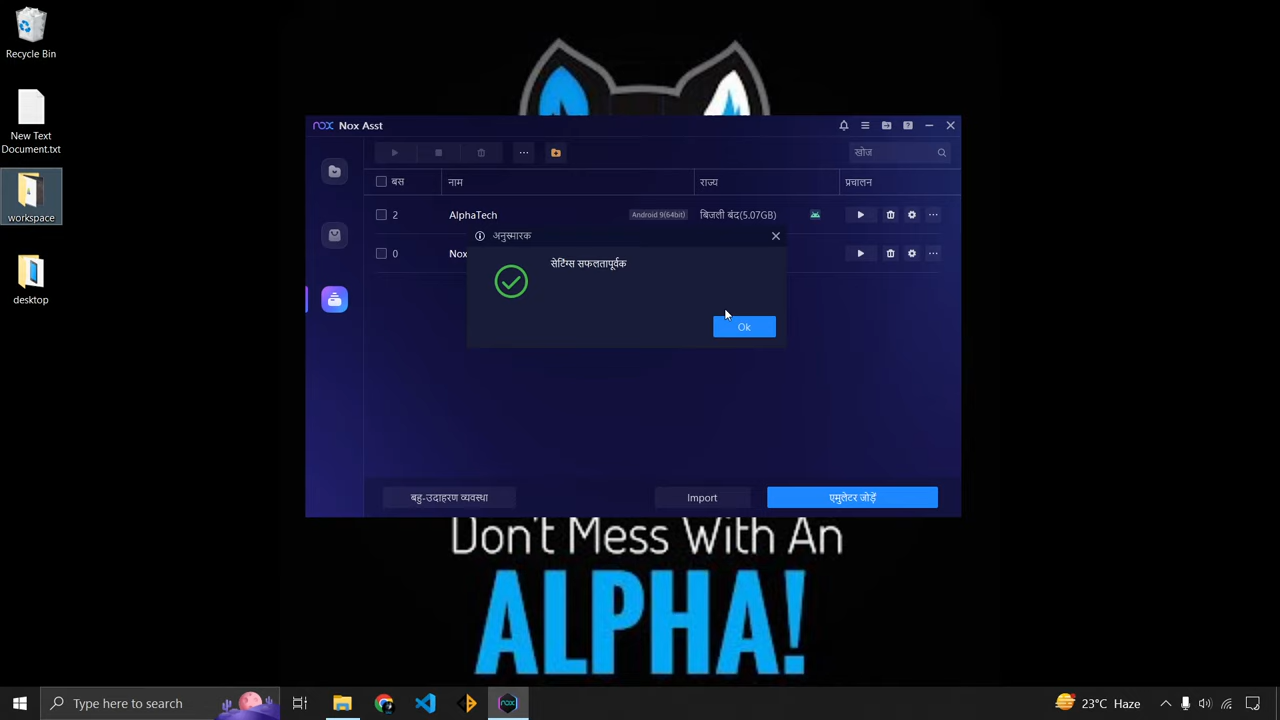 Recycle Bin
New Text
Document.txt
workspace
desktop
nox Nox Asst
खोज
बस नाम राज्य प्रचालन
2 AlphaTech Android 9(64bit) बिजली बंद(5.07GB)
अनुस्मारक
0 Nox
सेटिंग्स सफलतापूर्वक
Ok
बहु-उदाहरण व्यवस्था Import एमुलेटर जोड़ें
Don't Mess With An
ALPHA!
Type here to search
nox
23°C Haze